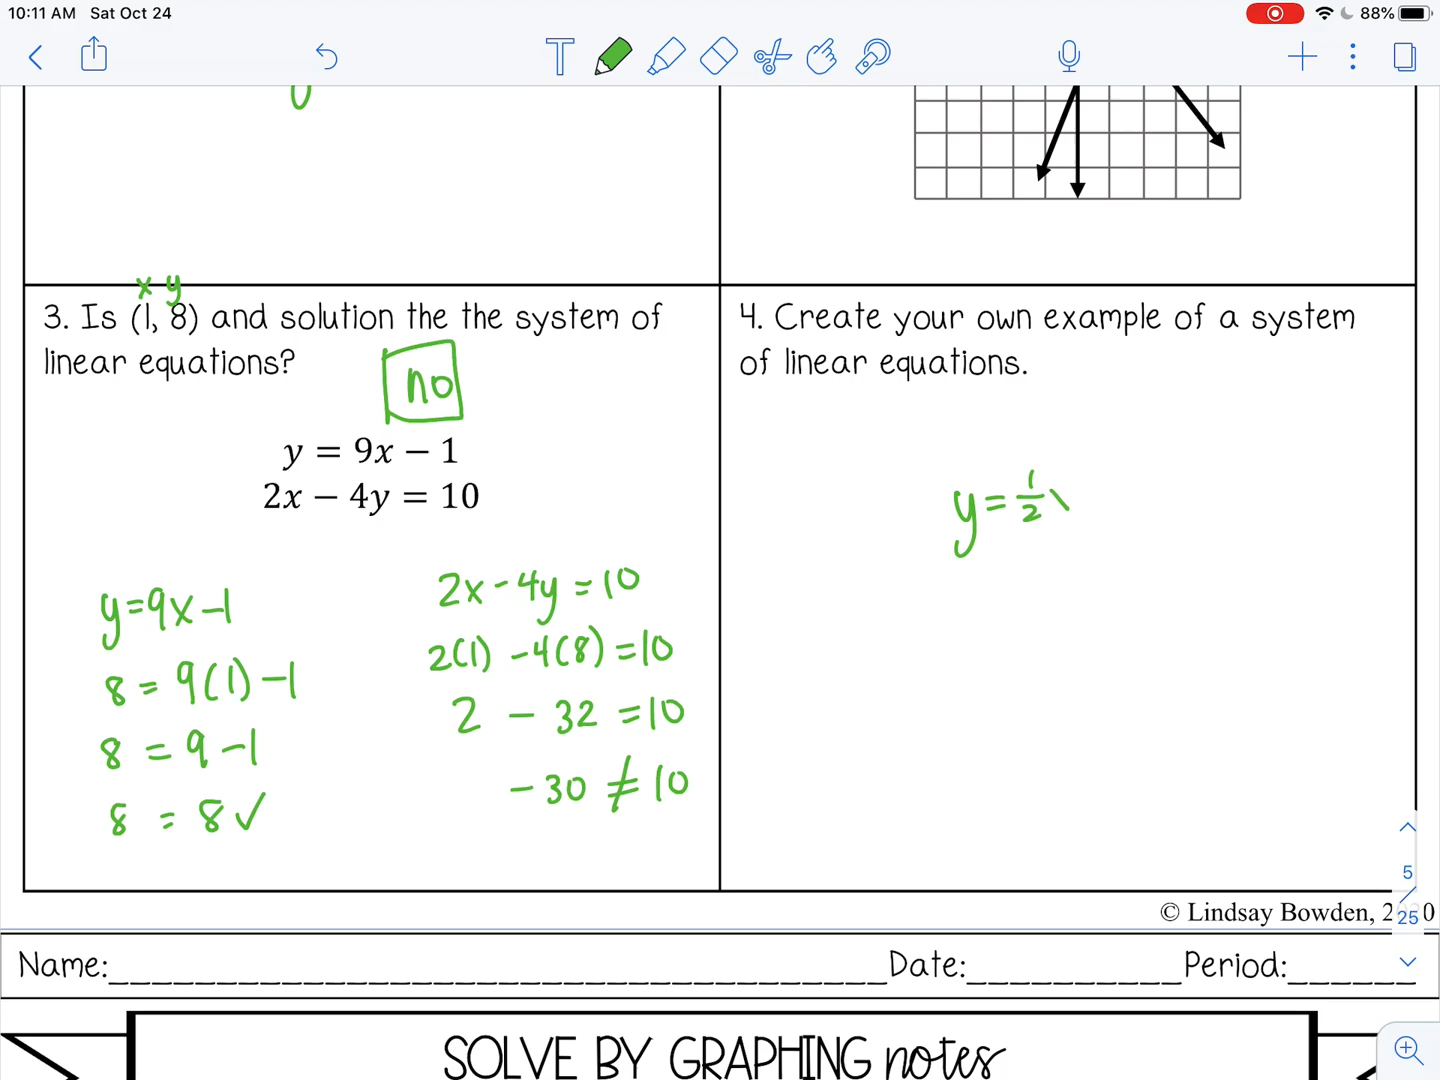 10:11 AM Sat Oct 24
88%
x y
3. Is (1, 8) and solution the the system of
linear equations?
no
y = 9x − 1
2x − 4y = 10
y=9x-1
8 = 9(1)-1
8 = 9-1
8 = 8✓
2x-4y=10
2(1) -4(8)=10
2 - 32 =10
-30 ≠ 10
4. Create your own example of a system
of linear equations.
y = 1/2
© Lindsay Bowden, 2020
5
25
Name: Date: Period:
SOLVE BY GRAPHING notes